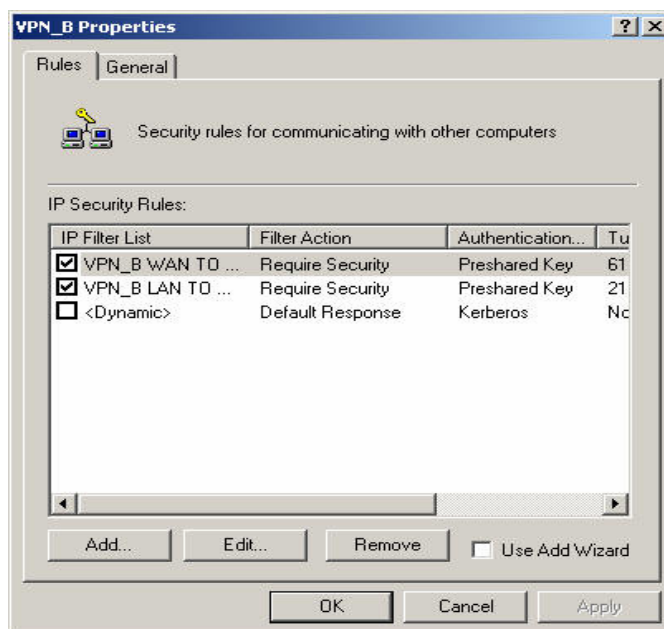 VPN_B Properties
Rules General
Security rules for communicating with other computers
IP Security Rules:
IP Filter List Filter Action Authentication... Tu
VPN_B WAN TO ... Require Security Preshared Key 61
VPN_B LAN TO ... Require Security Preshared Key 21
<Dynamic> Default Response Kerberos Nc
Add... Edit... Remove Use Add Wizard
OK Cancel Apply